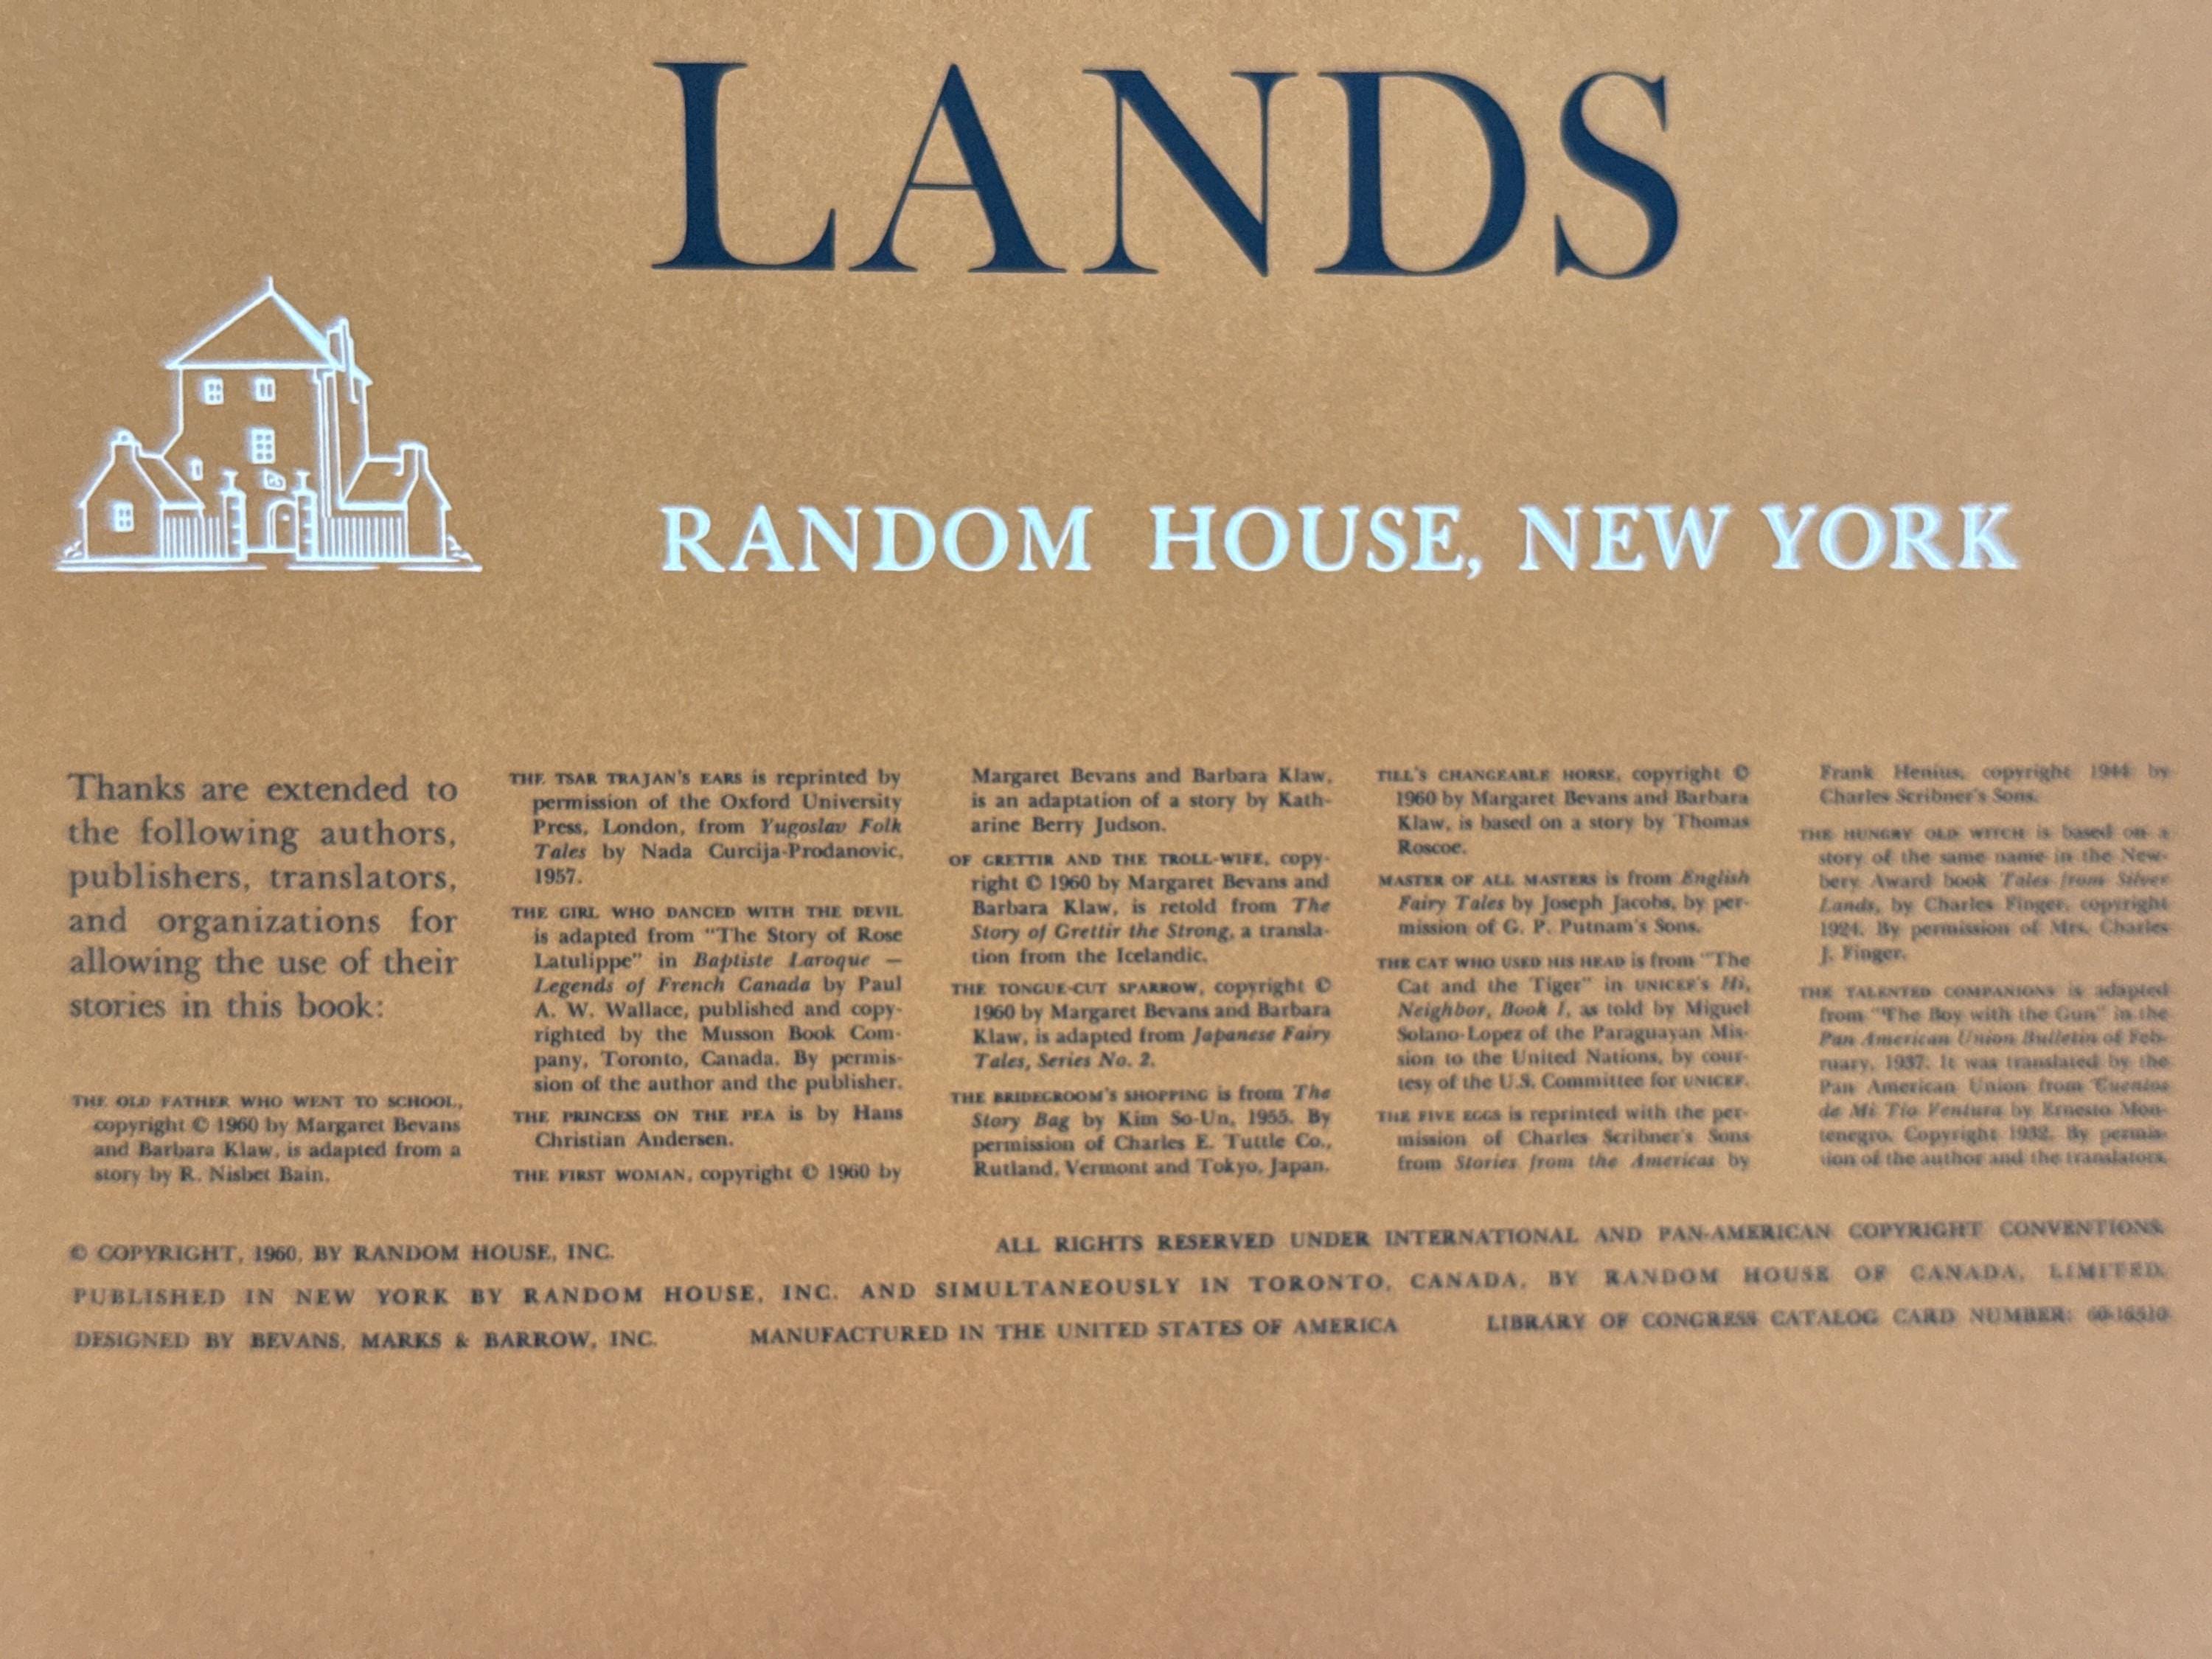 LANDS
RANDOM HOUSE, NEW YORK
Thanks are extended to
the following authors,
publishers, translators,
and organizations for
allowing the use of their
stories in this book:
THE OLD FATHER WHO WENT TO SCHOOL,
copyright © 1960 by Margaret Bevans
and Barbara Klaw, is adapted from a
story by R. Nisbet Bain.
THE TSAR TRAJAN'S EARS is reprinted by
permission of the Oxford University
Press, London, from Yugoslav Folk
Tales by Nada Curcija-Prodanovic,
1957.
THE GIRL WHO DANCED WITH THE DEVIL
is adapted from "The Story of Rose
Latulippe" in Baptiste Laroque —
Legends of French Canada by Paul
A. W. Wallace, published and copy-
righted by the Musson Book Com-
pany, Toronto, Canada. By permis-
sion of the author and the publisher.
THE PRINCESS ON THE PEA is by Hans
Christian Andersen.
THE FIRST WOMAN, copyright © 1960 by
Margaret Bevans and Barbara Klaw,
is an adaptation of a story by Kath-
arine Berry Judson.
OF GRETTIR AND THE TROLL-WIFE, copy-
right © 1960 by Margaret Bevans and
Barbara Klaw, is retold from The
Story of Grettir the Strong, a transla-
tion from the Icelandic.
THE TONGUE-CUT SPARROW, copyright ©
1960 by Margaret Bevans and Barbara
Klaw, is adapted from Japanese Fairy
Tales, Series No. 2.
THE BRIDEGROOM'S SHOPPING is from The
Story Bag by Kim So-Un, 1955. By
permission of Charles E. Tuttle Co.,
Rutland, Vermont and Tokyo, Japan.
TILL'S CHANGEABLE HORSE, copyright ©
1960 by Margaret Bevans and Barbara
Klaw, is based on a story by Thomas
Roscoe.
MASTER OF ALL MASTERS is from English
Fairy Tales by Joseph Jacobs, by per-
mission of G. P. Putnam's Sons.
THE CAT WHO USED HIS HEAD is from "The
Cat and the Tiger" in UNICEF'S Hi,
Neighbor, Book I, as told by Miguel
Solano-Lopez of the Paraguayan Mis-
sion to the United Nations, by cour-
tesy of the U.S. Committee for UNICEF.
THE FIVE EGGS is reprinted with the per-
mission of Charles Scribner's Sons
from Stories from the Americas by
Frank Henius, copyright 1944 by
Charles Scribner's Sons.
THE HUNGRY OLD WITCH is based on a
story of the same name in the New-
bery Award book Tales from Silver
Lands, by Charles Finger, copyright
1924. By permission of Mrs. Charles
J. Finger.
THE TALENTED COMPANIONS is adapted
from "The Boy with the Gun" in the
Pan American Union Bulletin of Feb-
ruary, 1937. It was translated by the
Pan American Union from Cuentos
de Mi Tío Ventura by Ernesto Mon-
tenegro. Copyright 1932. By permis-
sion of the author and the translators.
© COPYRIGHT, 1960, BY RANDOM HOUSE, INC. ALL RIGHTS RESERVED UNDER INTERNATIONAL AND PAN-AMERICAN COPYRIGHT CONVENTIONS.
PUBLISHED IN NEW YORK BY RANDOM HOUSE, INC. AND SIMULTANEOUSLY IN TORONTO, CANADA, BY RANDOM HOUSE OF CANADA, LIMITED.
DESIGNED BY BEVANS, MARKS & BARROW, INC. MANUFACTURED IN THE UNITED STATES OF AMERICA LIBRARY OF CONGRESS CATALOG CARD NUMBER: